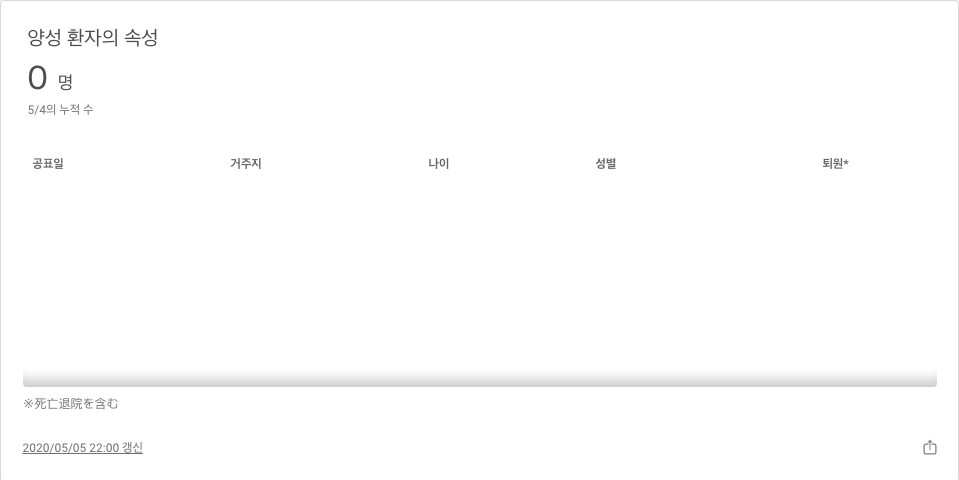 양성 환자의 속성
0 명
5/4의 누적 수
공표일 거주지 나이 성별 퇴원*
※死亡退院を含む
2020/05/05 22:00 갱신